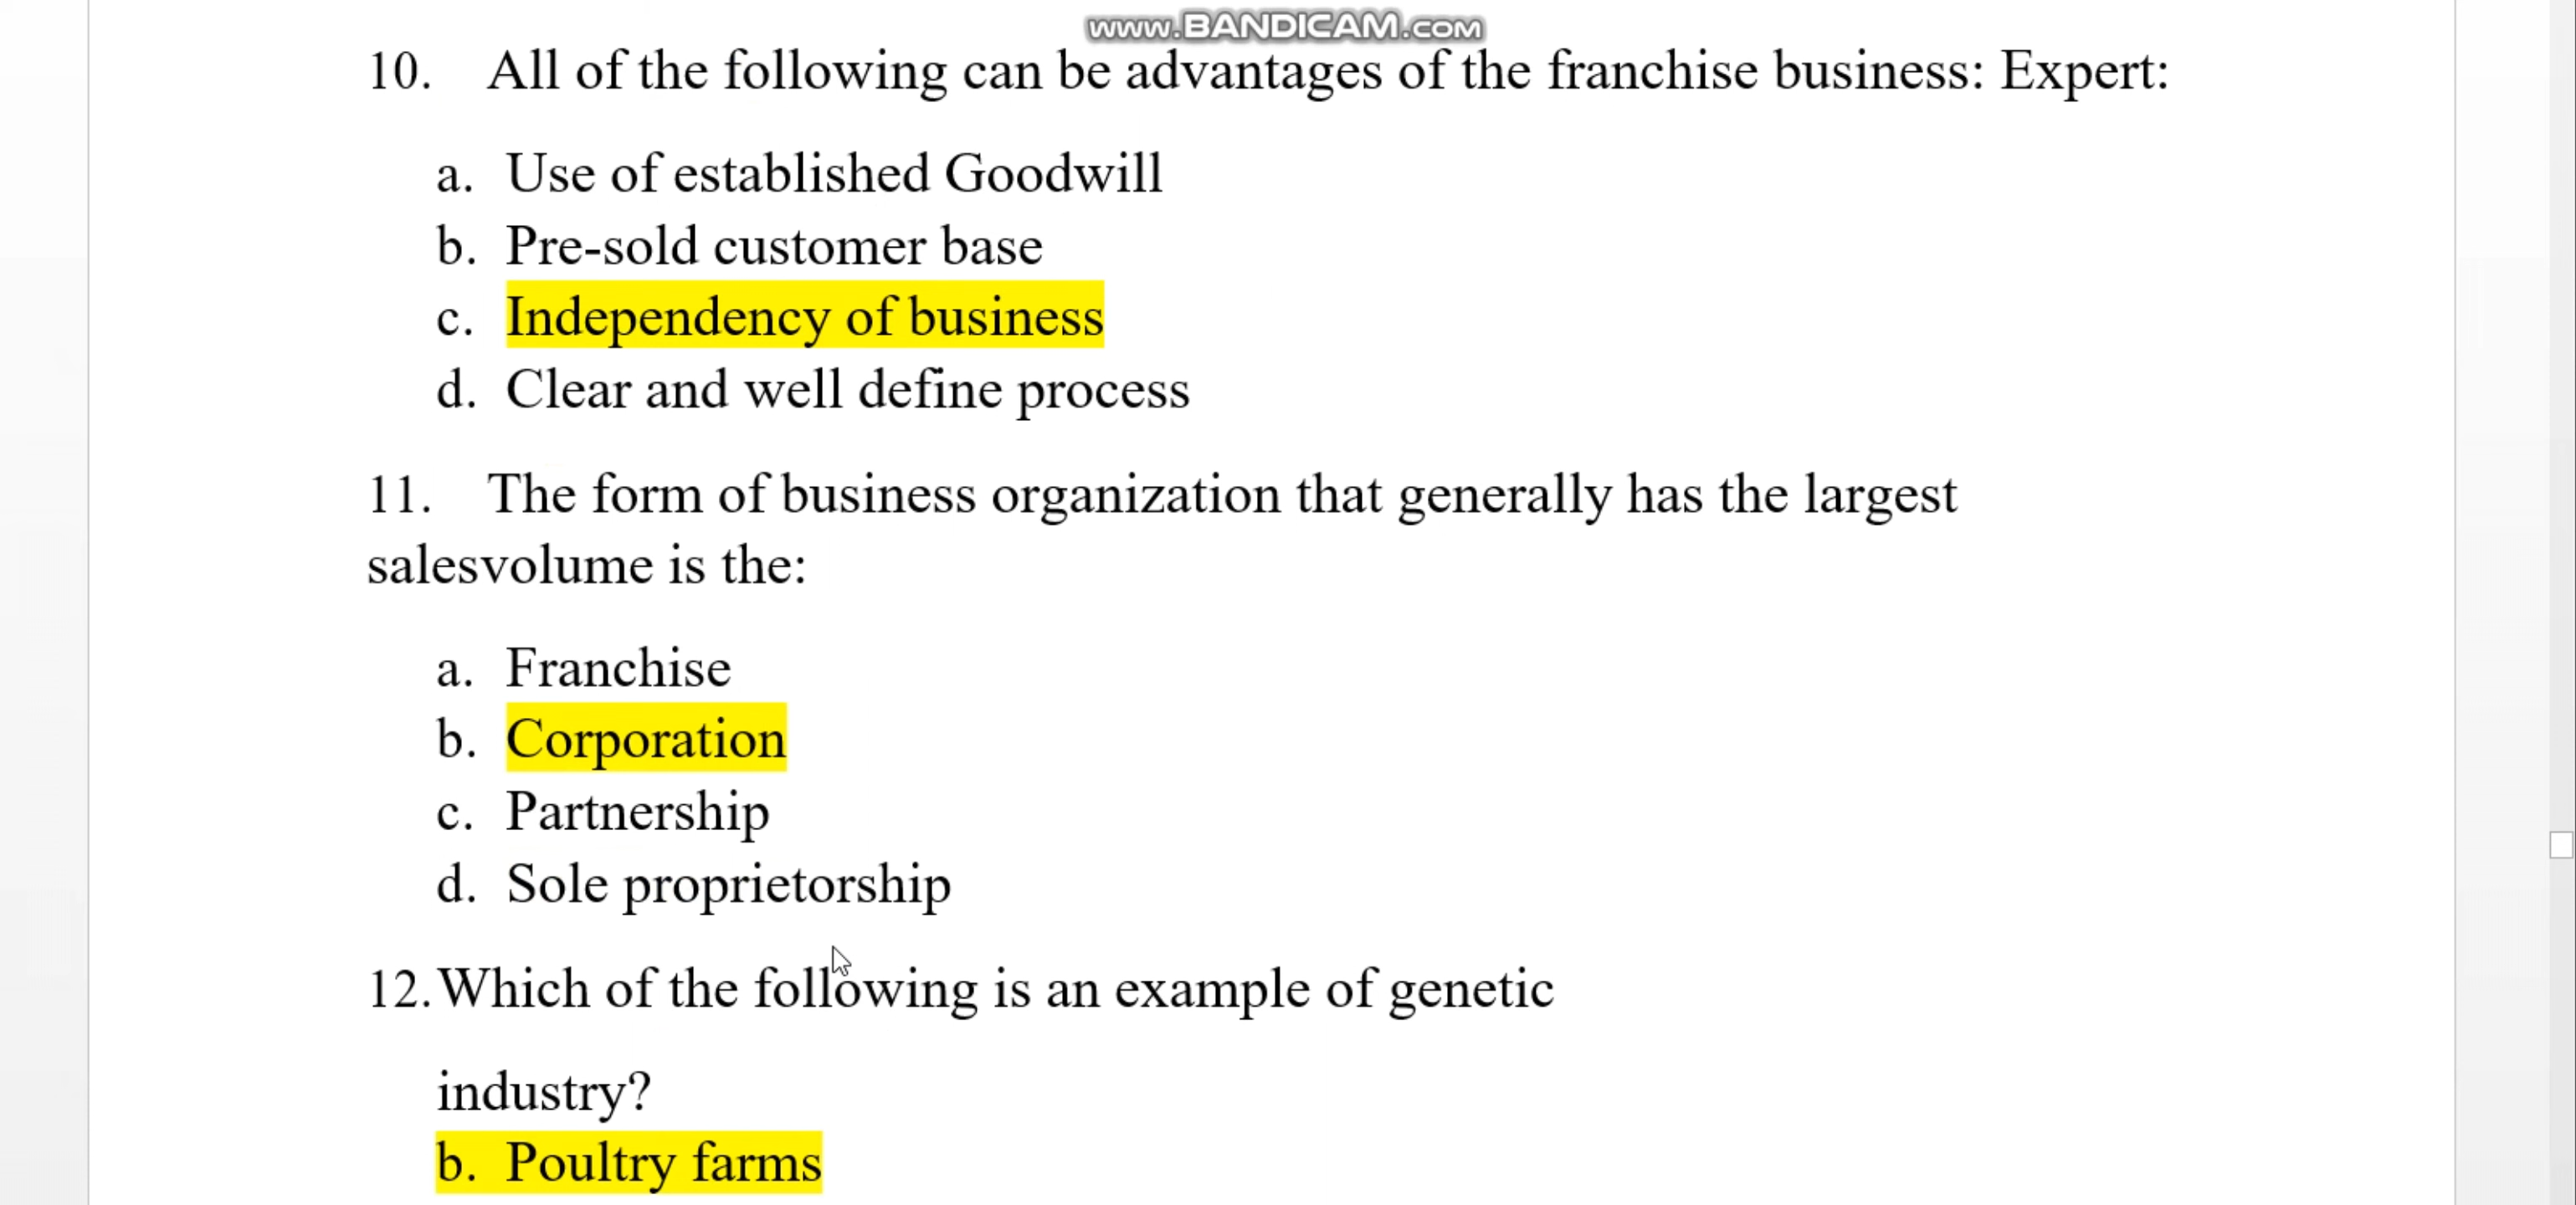 www.BANDICAM.com
10. All of the following can be advantages of the franchise business: Expert:
a. Use of established Goodwill
b. Pre-sold customer base
c. Independency of business
d. Clear and well define process
11. The form of business organization that generally has the largest
salesvolume is the:
a. Franchise
b. Corporation
c. Partnership
d. Sole proprietorship
12. Which of the following is an example of genetic
industry?
b. Poultry farms